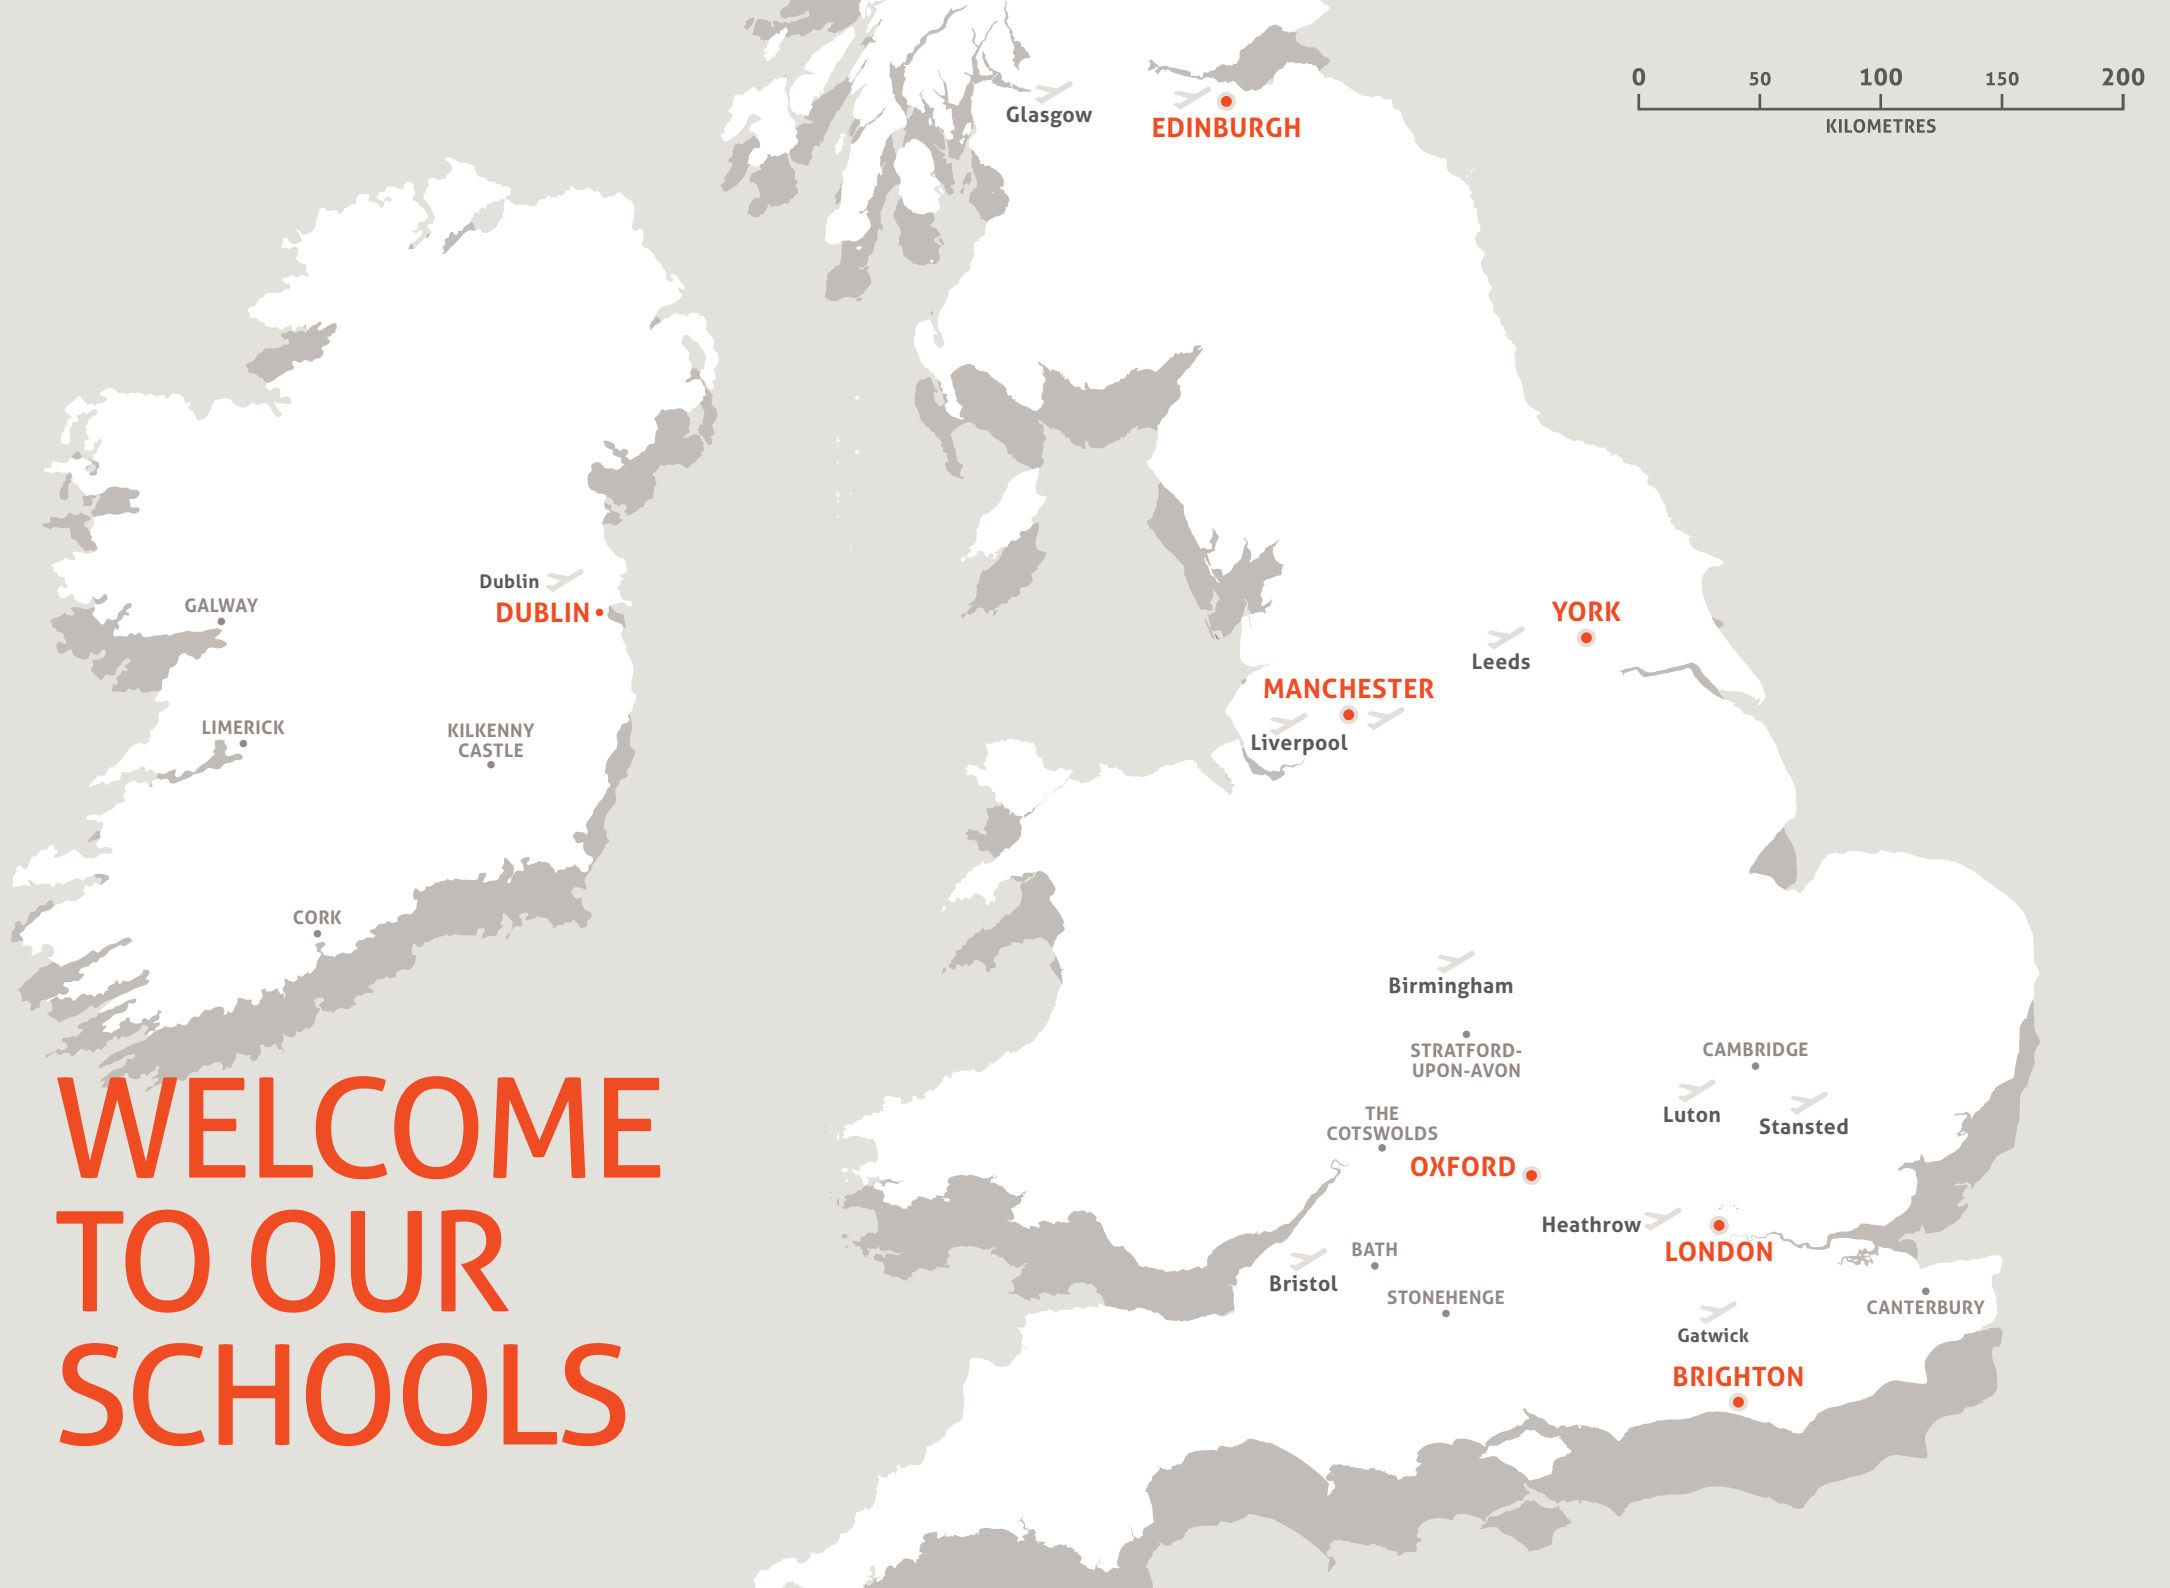 0 50 100 150 200
KILOMETRES
Glasgow
EDINBURGH
Dublin
DUBLIN
GALWAY
LIMERICK
KILKENNY
CASTLE
CORK
YORK
Leeds
MANCHESTER
Liverpool
Birmingham
STRATFORD-
UPON-AVON
CAMBRIDGE
Luton
Stansted
THE
COTSWOLDS
OXFORD
Heathrow
LONDON
BATH
Bristol
STONEHENGE
CANTERBURY
Gatwick
BRIGHTON
WELCOME
TO OUR
SCHOOLS